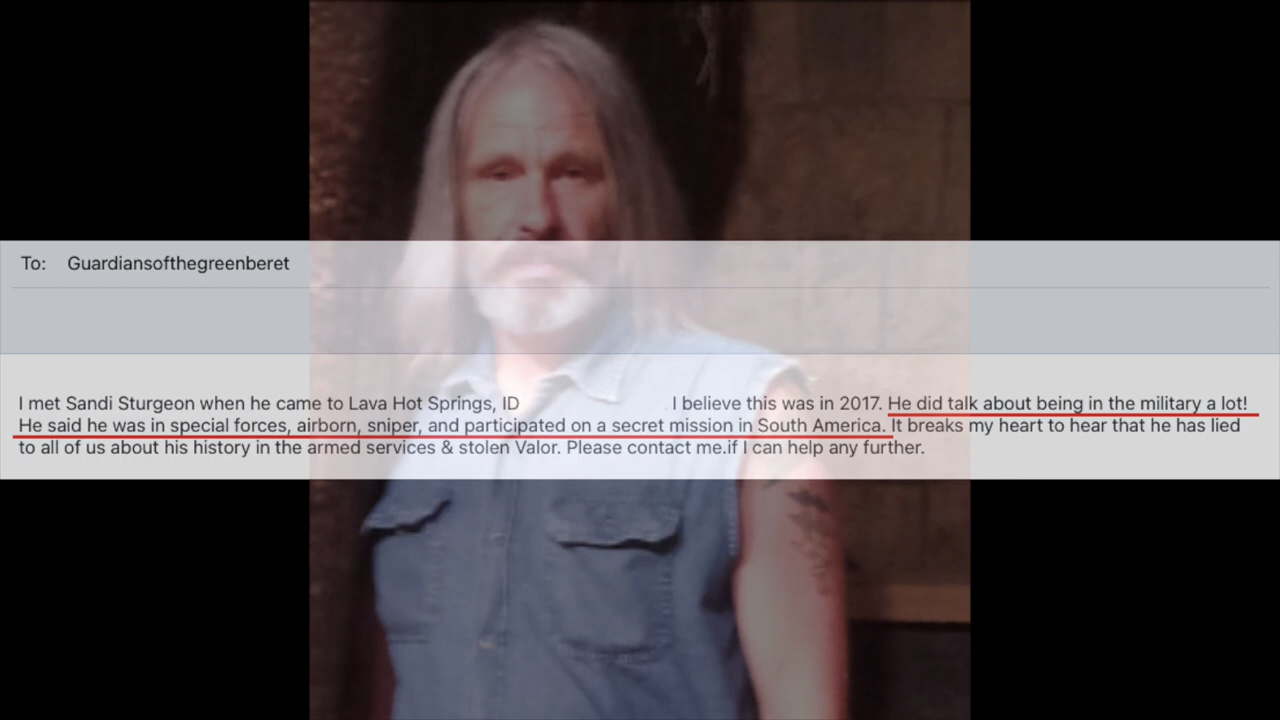 To: Guardiansofthegreenberet
I met Sandi Sturgeon when he came to Lava Hot Springs, ID I believe this was in 2017. He did talk about being in the military a lot!
He said he was in special forces, airborn, sniper, and participated on a secret mission in South America. It breaks my heart to hear that he has lied
to all of us about his history in the armed services & stolen Valor. Please contact me.if I can help any further.